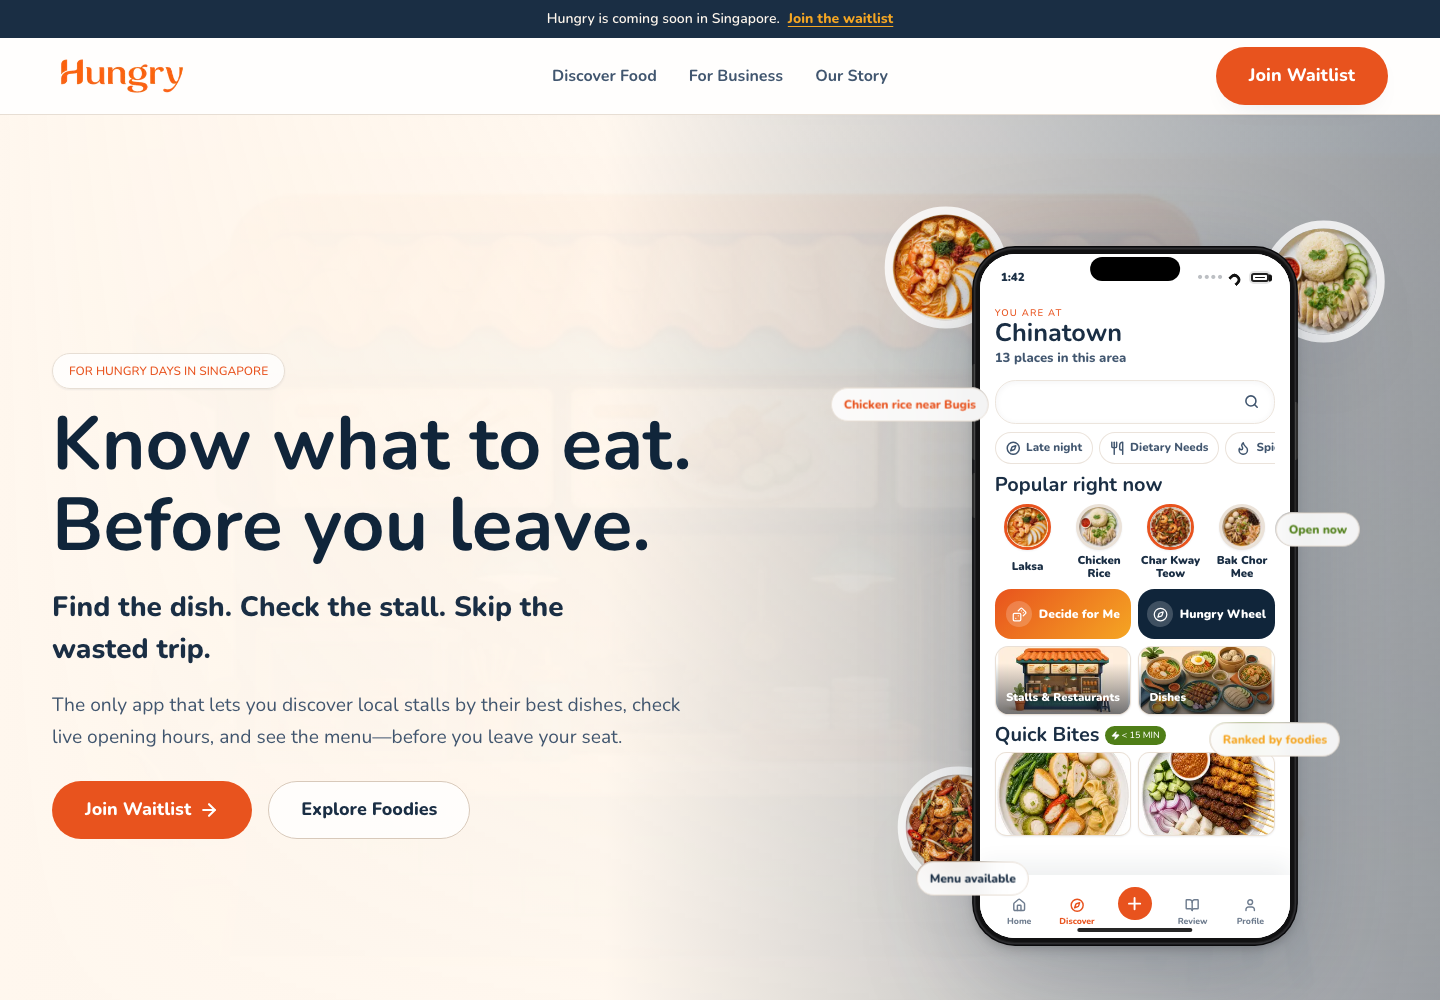 Hungry is coming soon in Singapore. Join the waitlist
Hungry
Discover Food
For Business
Our Story
Join Waitlist
FOR HUNGRY DAYS IN SINGAPORE
Know what to eat.
Before you leave.
Find the dish. Check the stall. Skip the
wasted trip.
The only app that lets you discover local stalls by their best dishes, check
live opening hours, and see the menu—before you leave your seat.
Join Waitlist
Explore Foodies
1:42
YOU ARE AT
Chinatown
13 places in this area
Chicken rice near Bugis
Late night
Dietary Needs
Spi
Popular right now
Laksa
Chicken
Rice
Char Kway
Teow
Bak Chor
Mee
Open now
Decide for Me
Hungry Wheel
Stalls & Restaurants
Dishes
Quick Bites
< 15 MIN
Ranked by foodies
Menu available
Home
Discover
Review
Profile